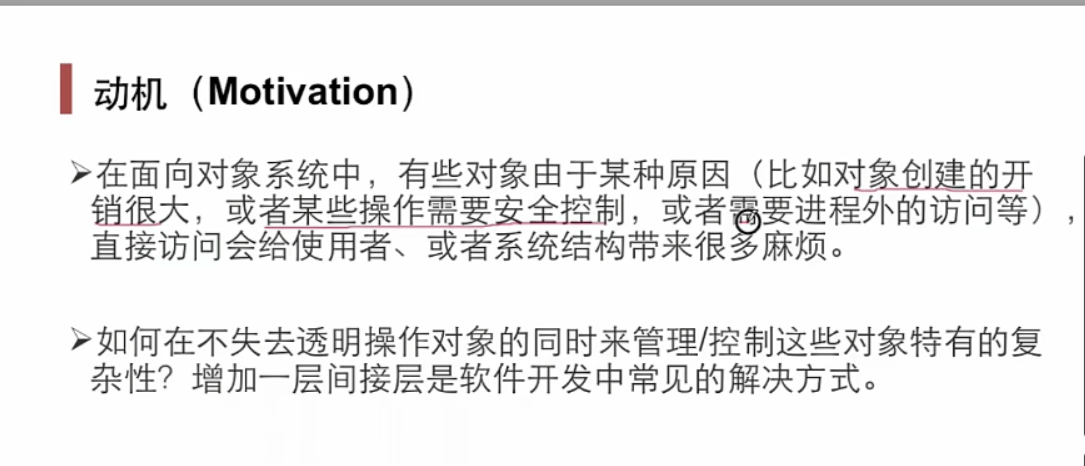 动机（Motivation）
➢在面向对象系统中，有些对象由于某种原因（比如对象创建的开
销很大，或者某些操作需要安全控制，或者需要进程外的访问等），
直接访问会给使用者、或者系统结构带来很多麻烦。
➢如何在不失去透明操作对象的同时来管理/控制这些对象特有的复
杂性？增加一层间接层是软件开发中常见的解决方式。